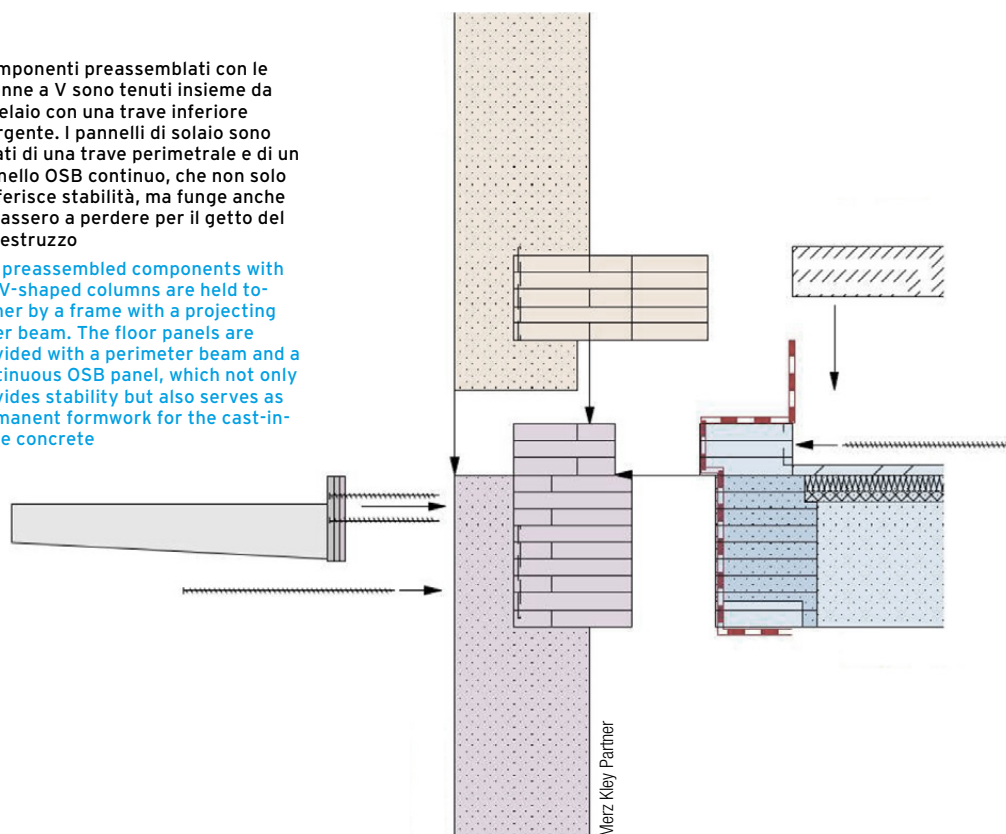 mponenti preassemblati con le
nne a V sono tenuti insieme da
elaio con una trave inferiore
rgente. I pannelli di solaio sono
ati di una trave perimetrale e di un
nello OSB continuo, che non solo
ferisce stabilità, ma funge anche
assero a perdere per il getto del
estruzzo
preassembled components with
V-shaped columns are held to-
her by a frame with a projecting
er beam. The floor panels are
vided with a perimeter beam and a
tinuous OSB panel, which not only
vides stability but also serves as
manent formwork for the cast-in-
e concrete
Merz Kley Partner